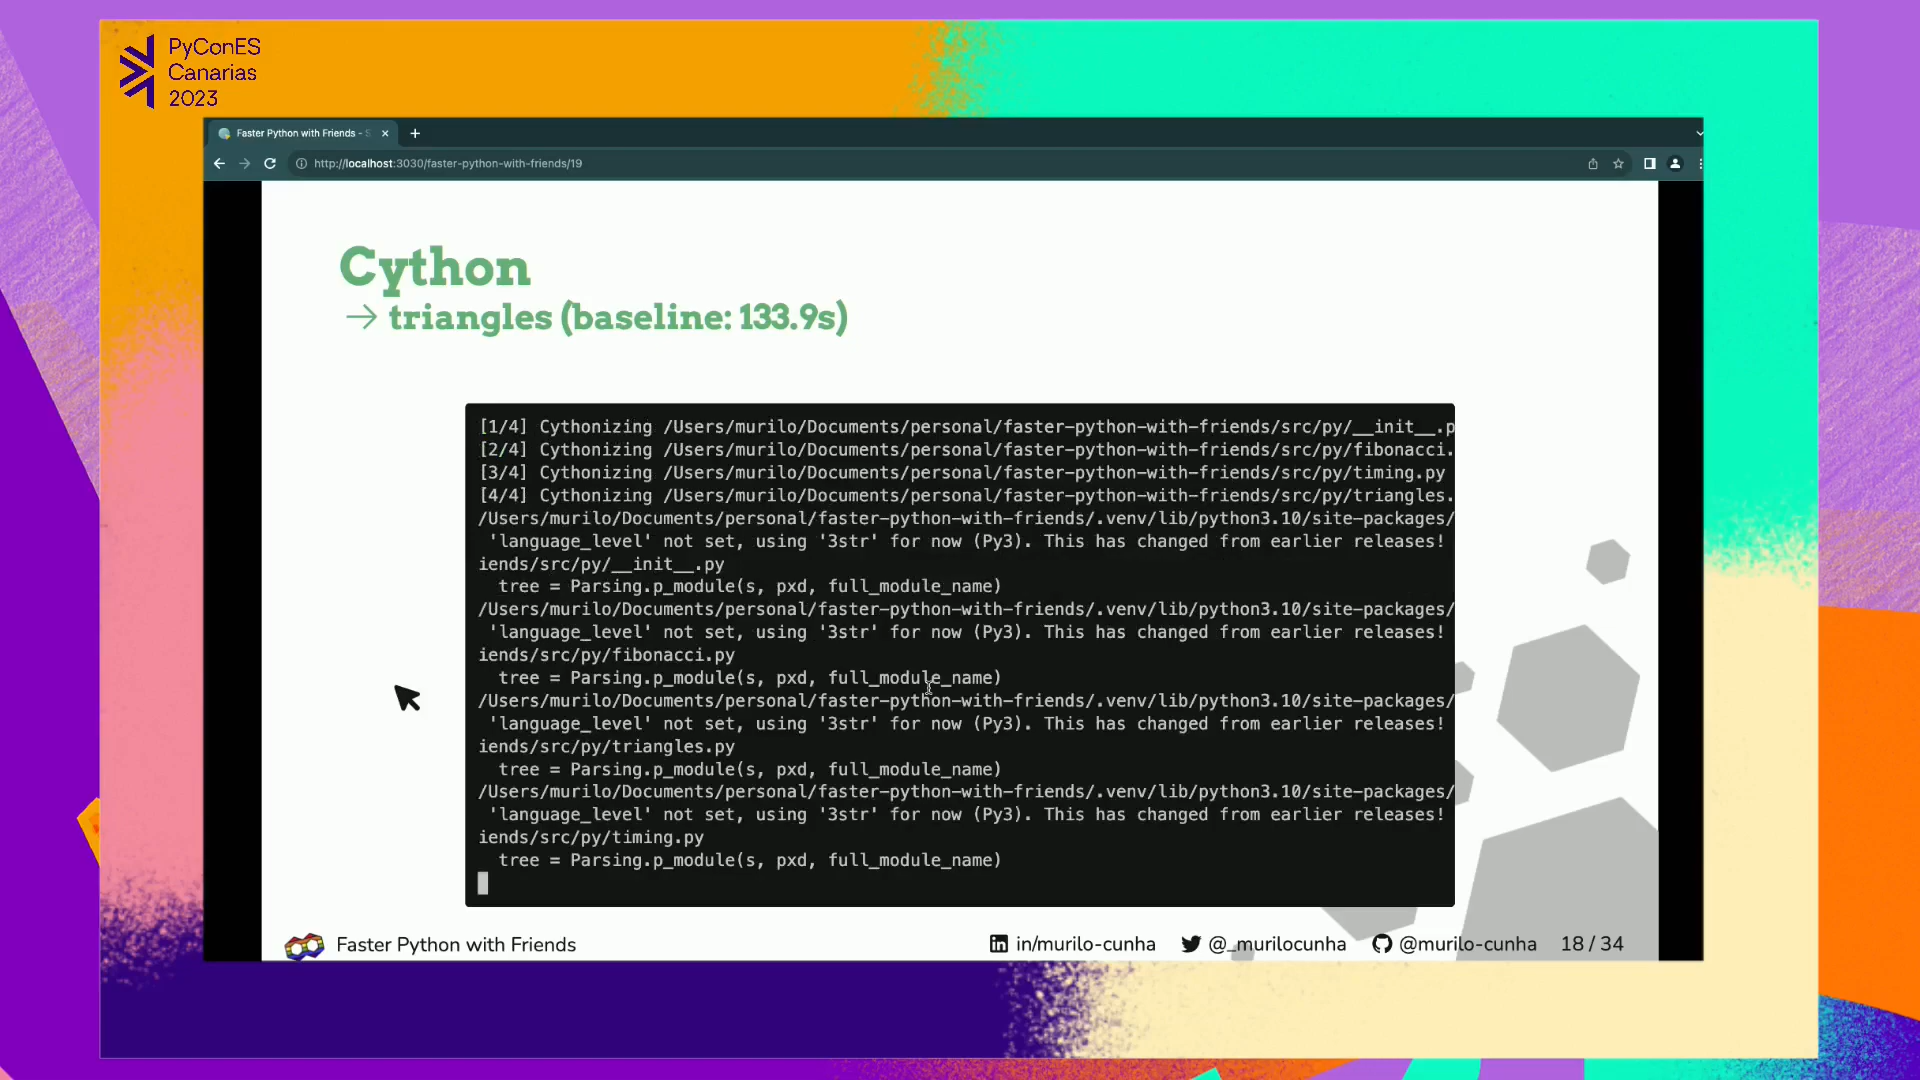 PyConES
Canarias
2023
Faster Python with Friends - S
http://localhost:3030/faster-python-with-friends/19
Cython
→ triangles (baseline: 133.9s)
[1/4] Cythonizing /Users/murilo/Documents/personal/faster-python-with-friends/src/py/__init__.p
[2/4] Cythonizing /Users/murilo/Documents/personal/faster-python-with-friends/src/py/fibonacci.
[3/4] Cythonizing /Users/murilo/Documents/personal/faster-python-with-friends/src/py/timing.py
[4/4] Cythonizing /Users/murilo/Documents/personal/faster-python-with-friends/src/py/triangles.
/Users/murilo/Documents/personal/faster-python-with-friends/.venv/lib/python3.10/site-packages/
'language_level' not set, using '3str' for now (Py3). This has changed from earlier releases!
iends/src/py/__init__.py
tree = Parsing.p_module(s, pxd, full_module_name)
/Users/murilo/Documents/personal/faster-python-with-friends/.venv/lib/python3.10/site-packages/
'language_level' not set, using '3str' for now (Py3). This has changed from earlier releases!
iends/src/py/fibonacci.py
tree = Parsing.p_module(s, pxd, full_module_name)
/Users/murilo/Documents/personal/faster-python-with-friends/.venv/lib/python3.10/site-packages/
'language_level' not set, using '3str' for now (Py3). This has changed from earlier releases!
iends/src/py/triangles.py
tree = Parsing.p_module(s, pxd, full_module_name)
/Users/murilo/Documents/personal/faster-python-with-friends/.venv/lib/python3.10/site-packages/
'language_level' not set, using '3str' for now (Py3). This has changed from earlier releases!
iends/src/py/timing.py
tree = Parsing.p_module(s, pxd, full_module_name)
Faster Python with Friends in/murilo-cunha @_murilocunha @murilo-cunha 18 / 34